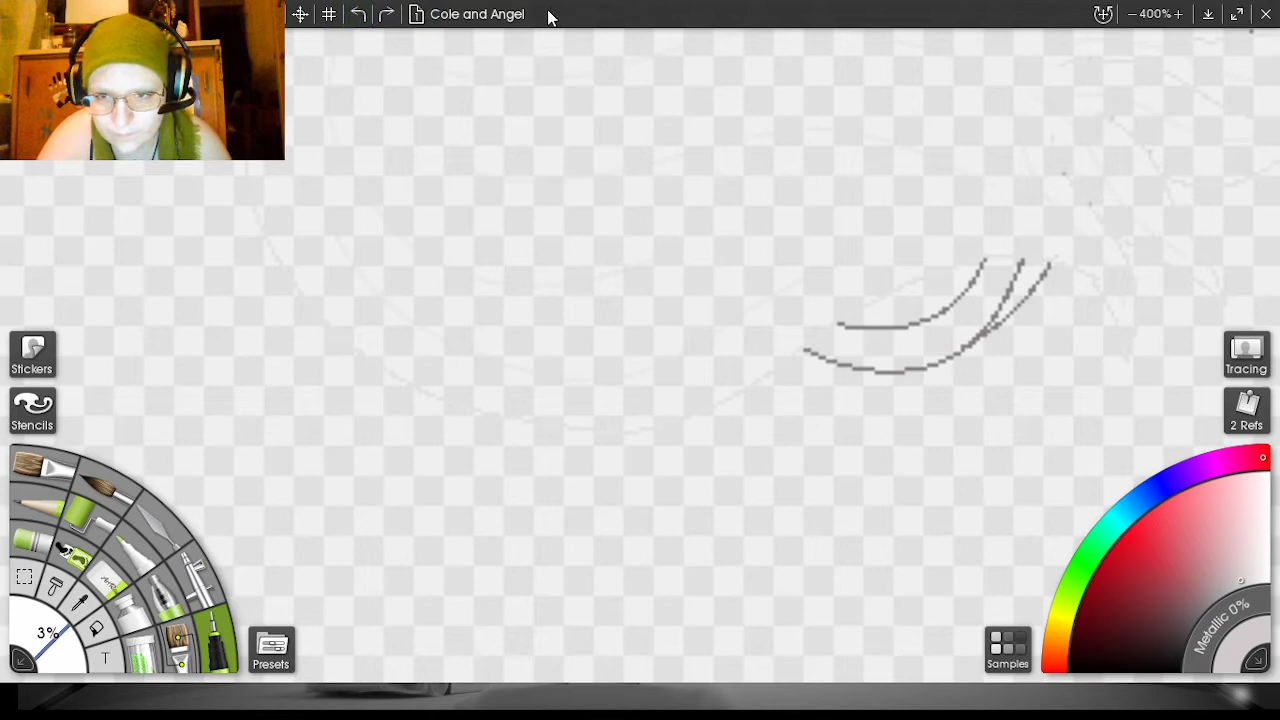 Cole and Angel
400%
Stickers
Tracing
Stencils
2 Refs
3%
Metallic 0%
Presets
Samples
T